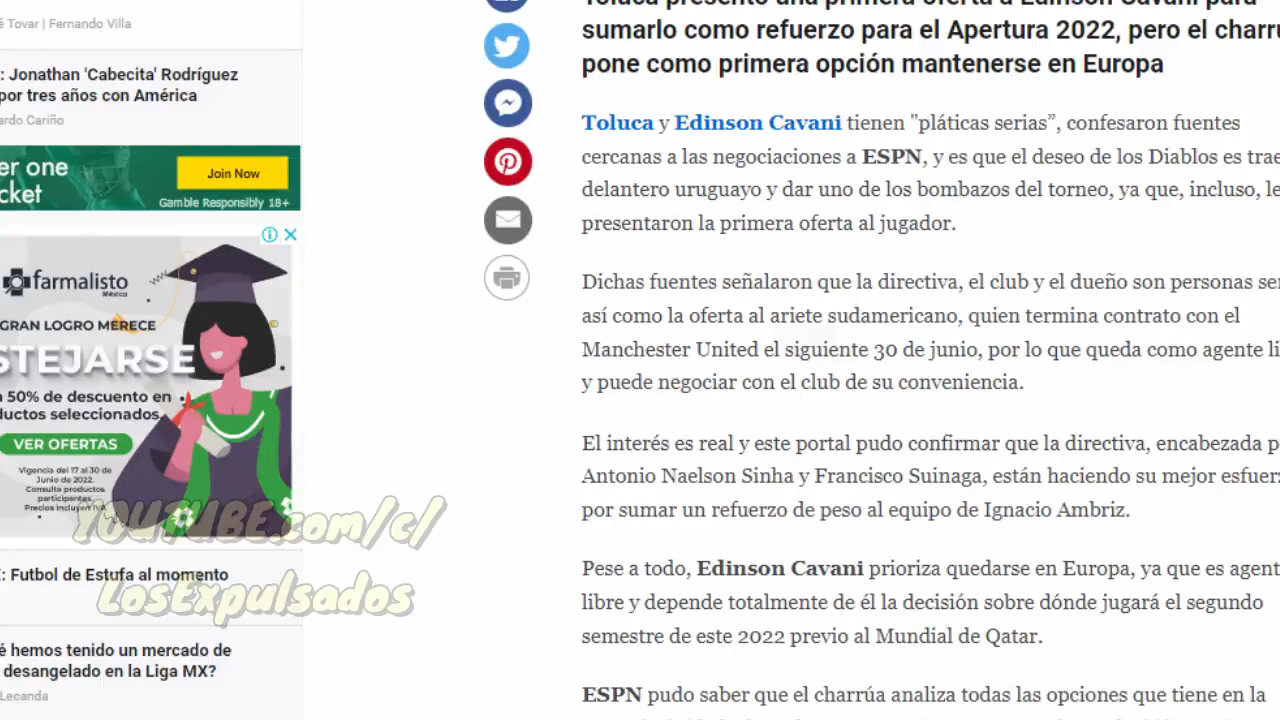 é Tovar | Fernando Villa
: Jonathan 'Cabecita' Rodríguez
por tres años con América
ardo Cariño
er one
cket
Join Now
Gamble Responsibly 18+
farmalisto
México
GRAN LOGRO MERECE
STEJARSE
50% de descuento en
ductos seleccionados
VER OFERTAS
Vigencia del 17 al 30 de
Junio de 2022.
Consulta productos
participantes.
Precios incluyen IVA
YOUTUBE.com/c/
LosExpulsados
: Futbol de Estufa al momento
é hemos tenido un mercado de
desangelado en la Liga MX?
Lecanda
Toluca presentó una primera oferta a Edinson Cavani para
sumarlo como refuerzo para el Apertura 2022, pero el charrú
pone como primera opción mantenerse en Europa
Toluca y Edinson Cavani tienen "pláticas serias”, confesaron fuentes
cercanas a las negociaciones a ESPN, y es que el deseo de los Diablos es trae
delantero uruguayo y dar uno de los bombazos del torneo, ya que, incluso, le
presentaron la primera oferta al jugador.
Dichas fuentes señalaron que la directiva, el club y el dueño son personas ser
así como la oferta al ariete sudamericano, quien termina contrato con el
Manchester United el siguiente 30 de junio, por lo que queda como agente li
y puede negociar con el club de su conveniencia.
El interés es real y este portal pudo confirmar que la directiva, encabezada p
Antonio Naelson Sinha y Francisco Suinaga, están haciendo su mejor esfuerz
por sumar un refuerzo de peso al equipo de Ignacio Ambriz.
Pese a todo, Edinson Cavani prioriza quedarse en Europa, ya que es agent
libre y depende totalmente de él la decisión sobre dónde jugará el segundo
semestre de este 2022 previo al Mundial de Qatar.
ESPN pudo saber que el charrúa analiza todas las opciones que tiene en la